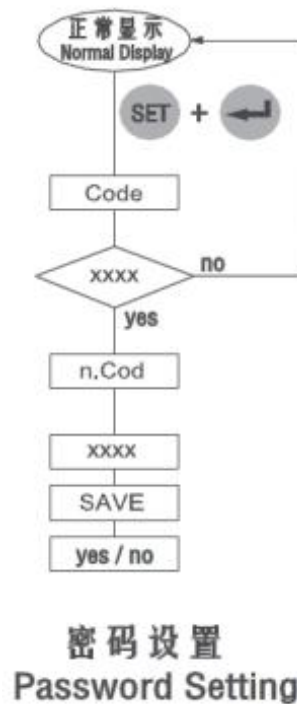 正常显示
Normal Display
SET +
Code
xxxx
no
yes
n.Cod
xxxx
SAVE
yes / no
密码设置
Password Setting